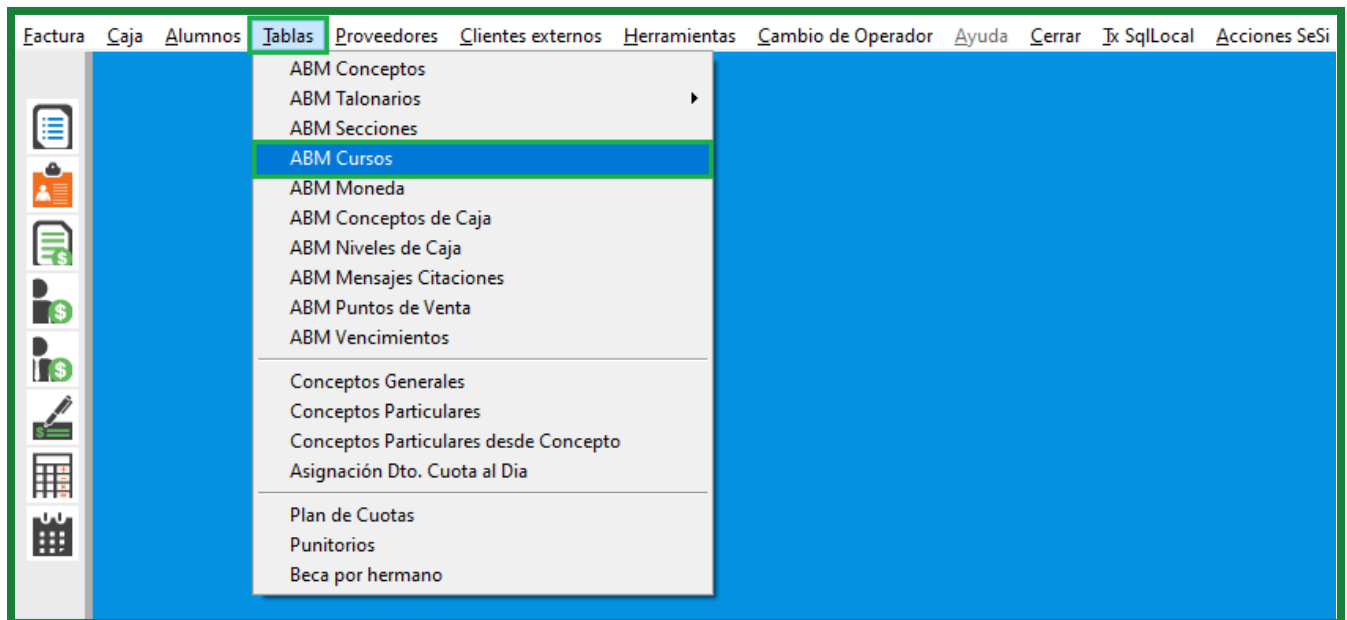 Factura Caja Alumnos Tablas Proveedores Clientes externos Herramientas Cambio de Operador Ayuda Cerrar Tx SqlLocal Acciones SeSi
ABM Conceptos
ABM Talonarios
ABM Secciones
ABM Cursos
ABM Moneda
ABM Conceptos de Caja
ABM Niveles de Caja
ABM Mensajes Citaciones
ABM Puntos de Venta
ABM Vencimientos
Conceptos Generales
Conceptos Particulares
Conceptos Particulares desde Concepto
Asignación Dto. Cuota al Dia
Plan de Cuotas
Punitorios
Beca por hermano